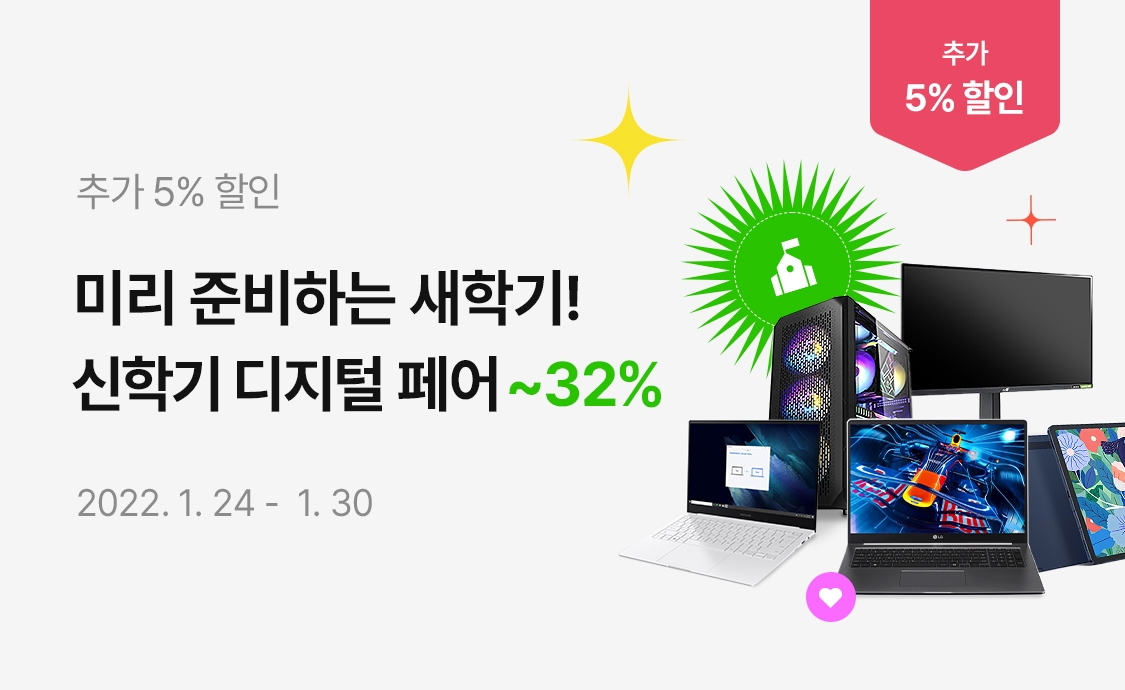 추가
5% 할인
추가 5% 할인
미리 준비하는 새학기!
신학기 디지털 페어 ~32%
2022. 1. 24 - 1. 30
LG